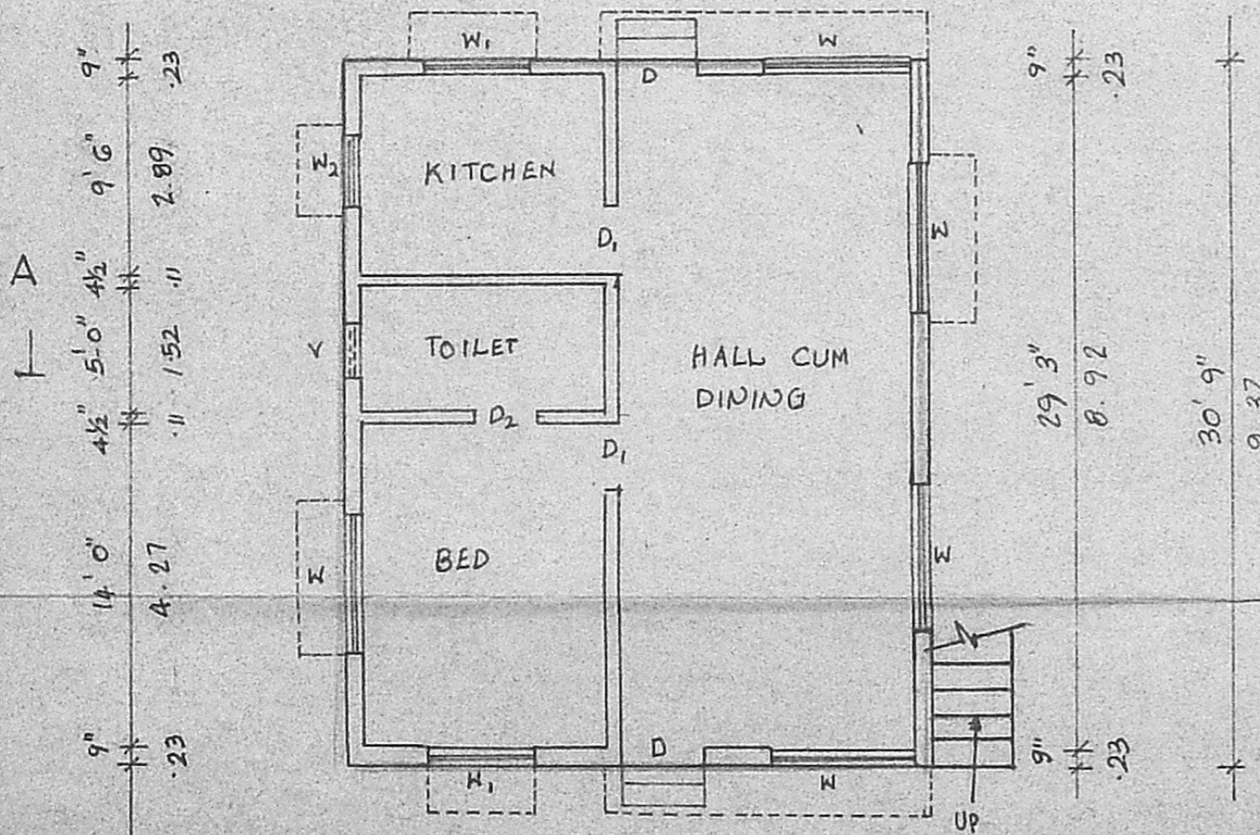 9"
.23
9' 6"
2.89
4½"
.11
5'-0"
1.52
4½"
.11
14' 0"
4.27
9"
.23
A
W1
W
D
W2
KITCHEN
D1
W
V
TOILET
HALL CUM
DINING
D2
D1
W
BED
W
D
W1
W
UP
9"
.23
29' 3"
8.92
9"
.23
30' 9"